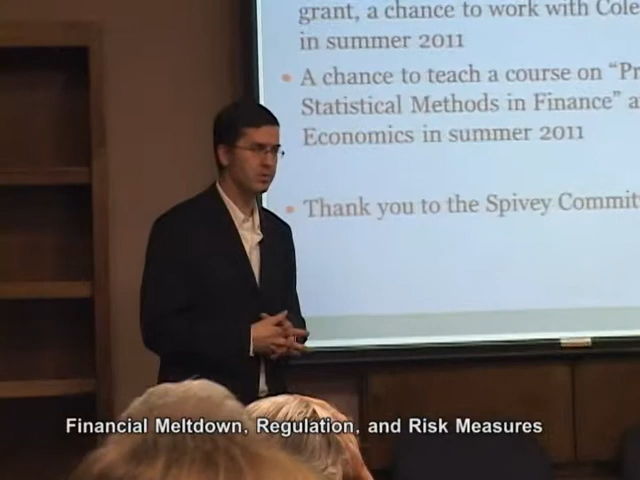 grant, a chance to work with Cole
in summer 2011
• A chance to teach a course on "Pr
Statistical Methods in Finance" a
Economics in summer 2011
• Thank you to the Spivey Commit
Financial Meltdown, Regulation, and Risk Measures